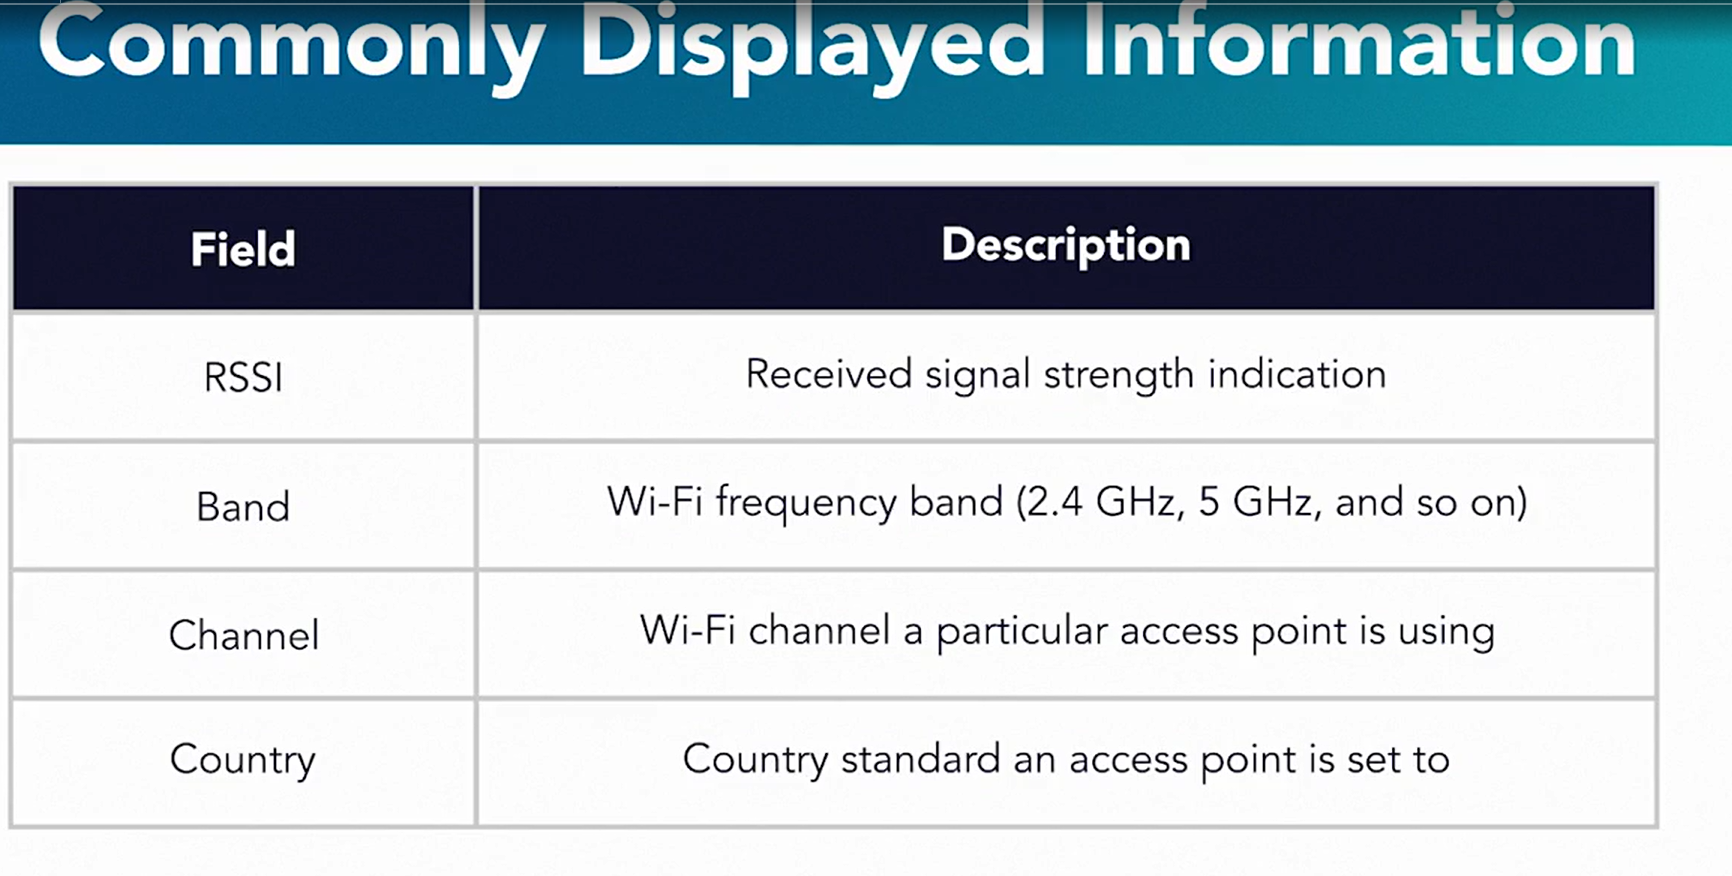 Commonly Displayed Information
Field
Description
RSSI
Received signal strength indication
Band
Wi-Fi frequency band (2.4 GHz, 5 GHz, and so on)
Channel
Wi-Fi channel a particular access point is using
Country
Country standard an access point is set to